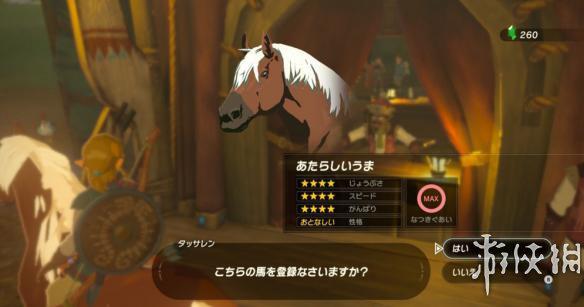 260
あたらしいうま
★★★★ じょうぶさ
★★★★ スピード
★★★★ がんばり
おとなしい 性格
MAX
なつきぐあい
タッサレン
こちらの馬を登録なさいますか?
はい
いいえ
游侠网